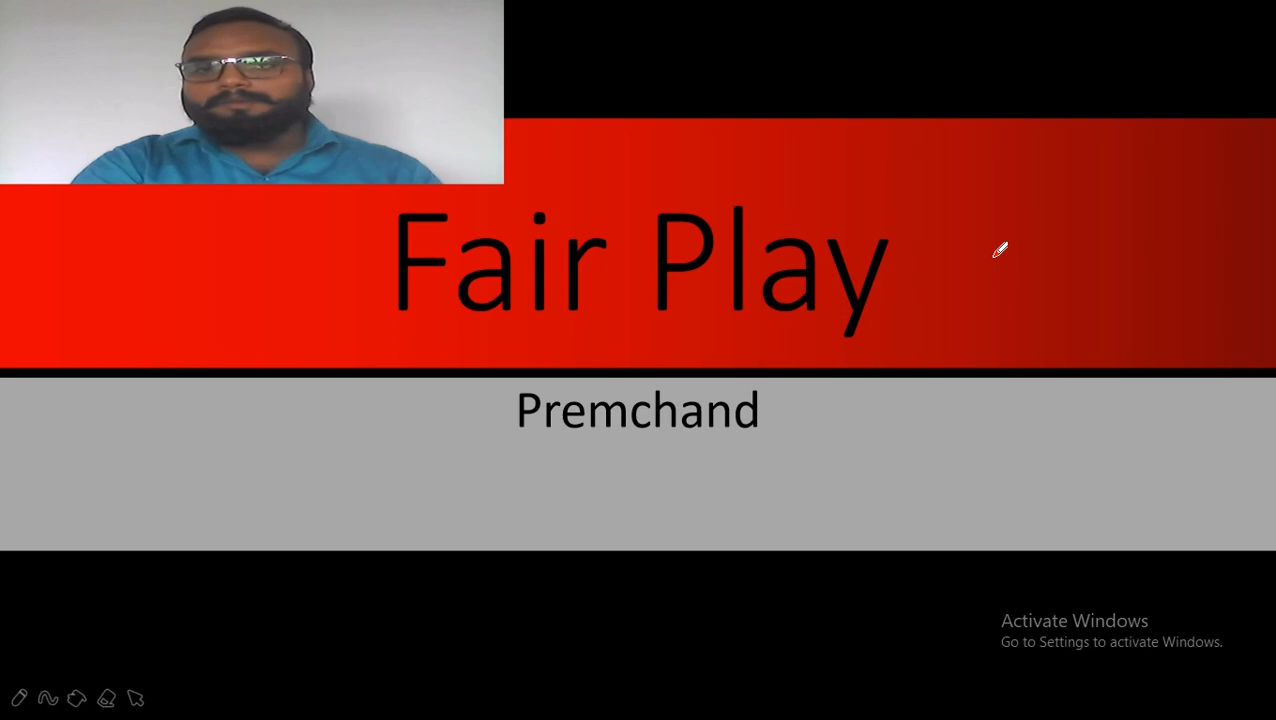 Fair Play
Premchand
Activate Windows
Go to Settings to activate Windows.